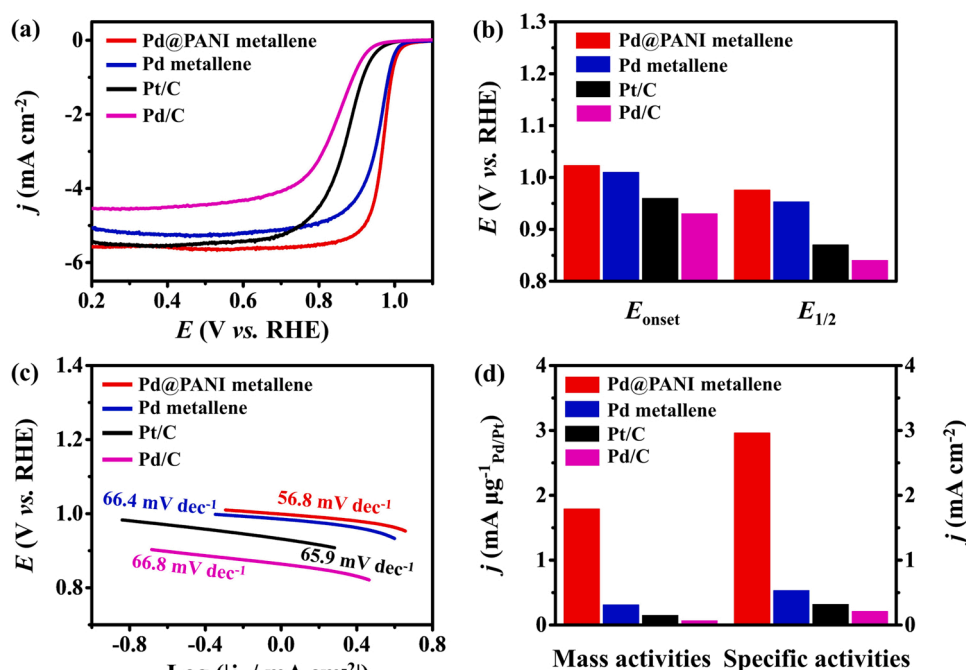 (a)
Pd@PANI metallene
Pd metallene
Pt/C
Pd/C
j (mA cm-2)
0
-2
-4
-6
0.2
0.4
0.6
0.8
1.0
E (V vs. RHE)
(b)
Pd@PANI metallene
Pd metallene
Pt/C
Pd/C
E (V vs. RHE)
1.3
1.2
1.1
1.0
0.9
0.8
Eonset
E1/2
(c)
Pd@PANI metallene
Pd metallene
Pt/C
Pd/C
E (V vs. RHE)
1.4
1.2
1.0
0.8
66.4 mV dec-1
56.8 mV dec-1
65.9 mV dec-1
66.8 mV dec-1
-0.8
-0.4
0.0
0.4
0.8
(d)
Pd@PANI metallene
Pd metallene
Pt/C
Pd/C
j (mA μg-1Pd/Pt)
4
3
2
1
0
4
3
2
1
0
j (mA cm-2)
Mass activities
Specific activities